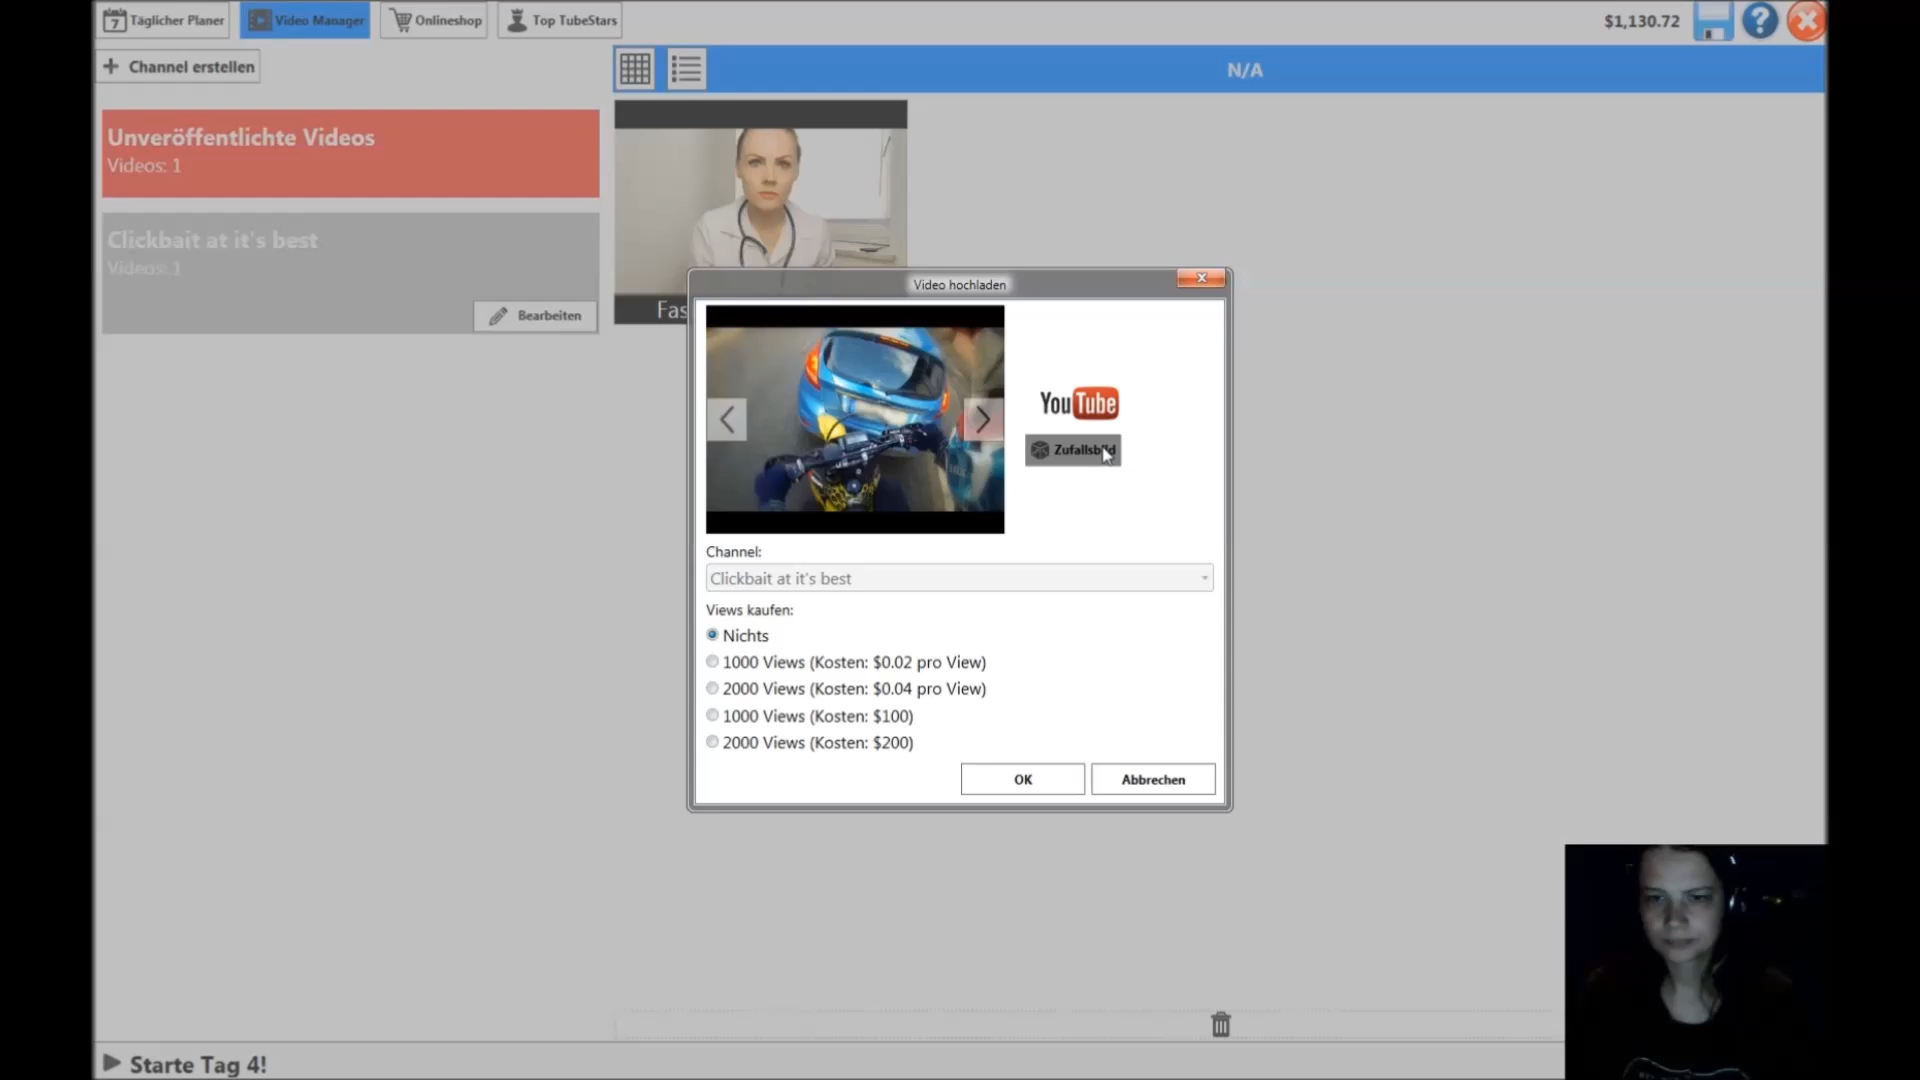 Täglicher Planer
Video Manager
Onlineshop
Top TubeStars
$1,130.72
Channel erstellen
N/A
Unveröffentlichte Videos
Videos: 1
Clickbait at it's best
Videos: 1
Bearbeiten
Fas
Video hochladen
YouTube
Zufallsbild
Channel:
Clickbait at it's best
Views kaufen:
Nichts
1000 Views (Kosten: $0.02 pro View)
2000 Views (Kosten: $0.04 pro View)
1000 Views (Kosten: $100)
2000 Views (Kosten: $200)
OK
Abbrechen
Starte Tag 4!